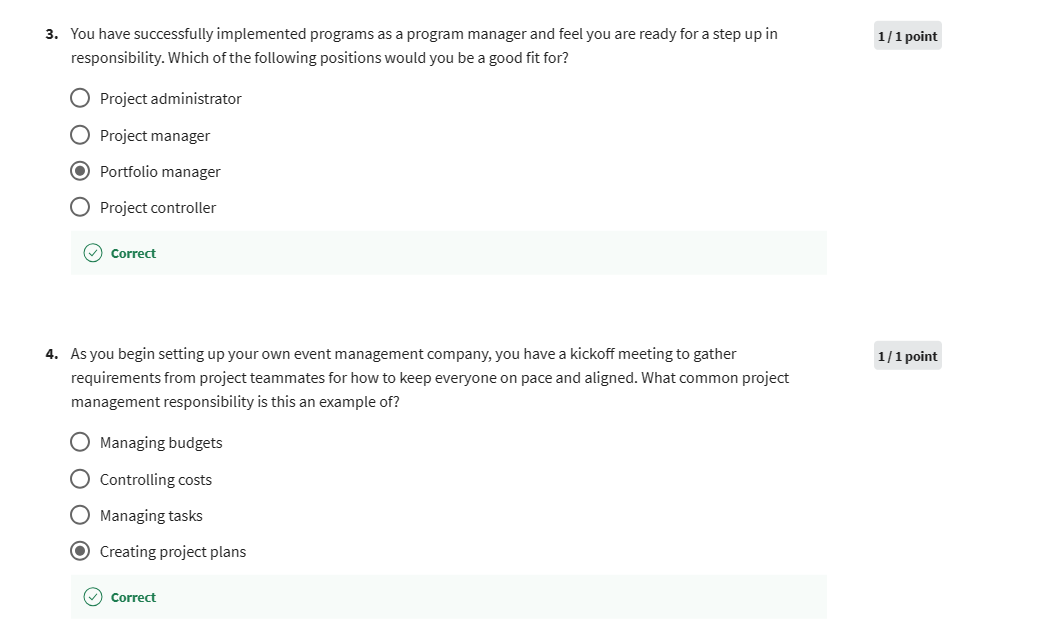 3. You have successfully implemented programs as a program manager and feel you are ready for a step up in
1 / 1 point
responsibility. Which of the following positions would you be a good fit for?
Project administrator
Project manager
Portfolio manager
Project controller
Correct
4. As you begin setting up your own event management company, you have a kickoff meeting to gather
1 / 1 point
requirements from project teammates for how to keep everyone on pace and aligned. What common project
management responsibility is this an example of?
Managing budgets
Controlling costs
Managing tasks
Creating project plans
Correct